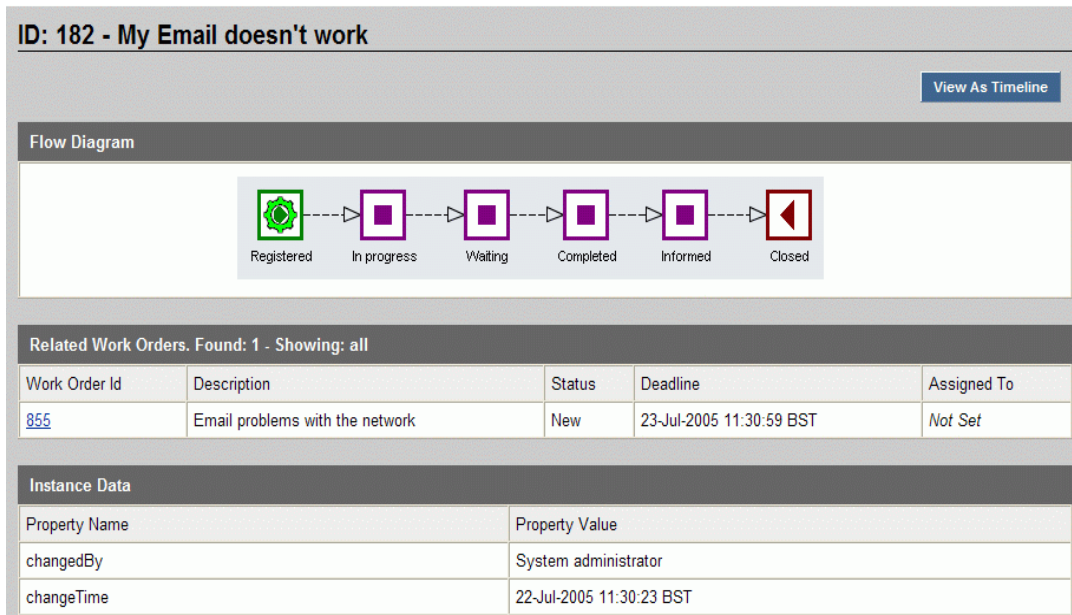 ID: 182 - My Email doesn't work
View As Timeline
Flow Diagram
Registered In progress Waiting Completed Informed Closed
Related Work Orders. Found: 1 - Showing: all
Work Order Id Description Status Deadline Assigned To
855 Email problems with the network New 23-Jul-2005 11:30:59 BST Not Set
Instance Data
Property Name Property Value
changedBy System administrator
changeTime 22-Jul-2005 11:30:23 BST